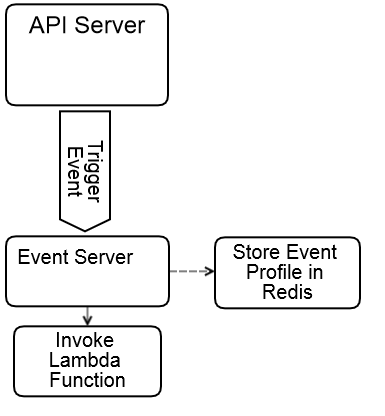 API Server
Trigger
Event
Event Server
Store Event
Profile in
Redis
Invoke
Lambda
Function